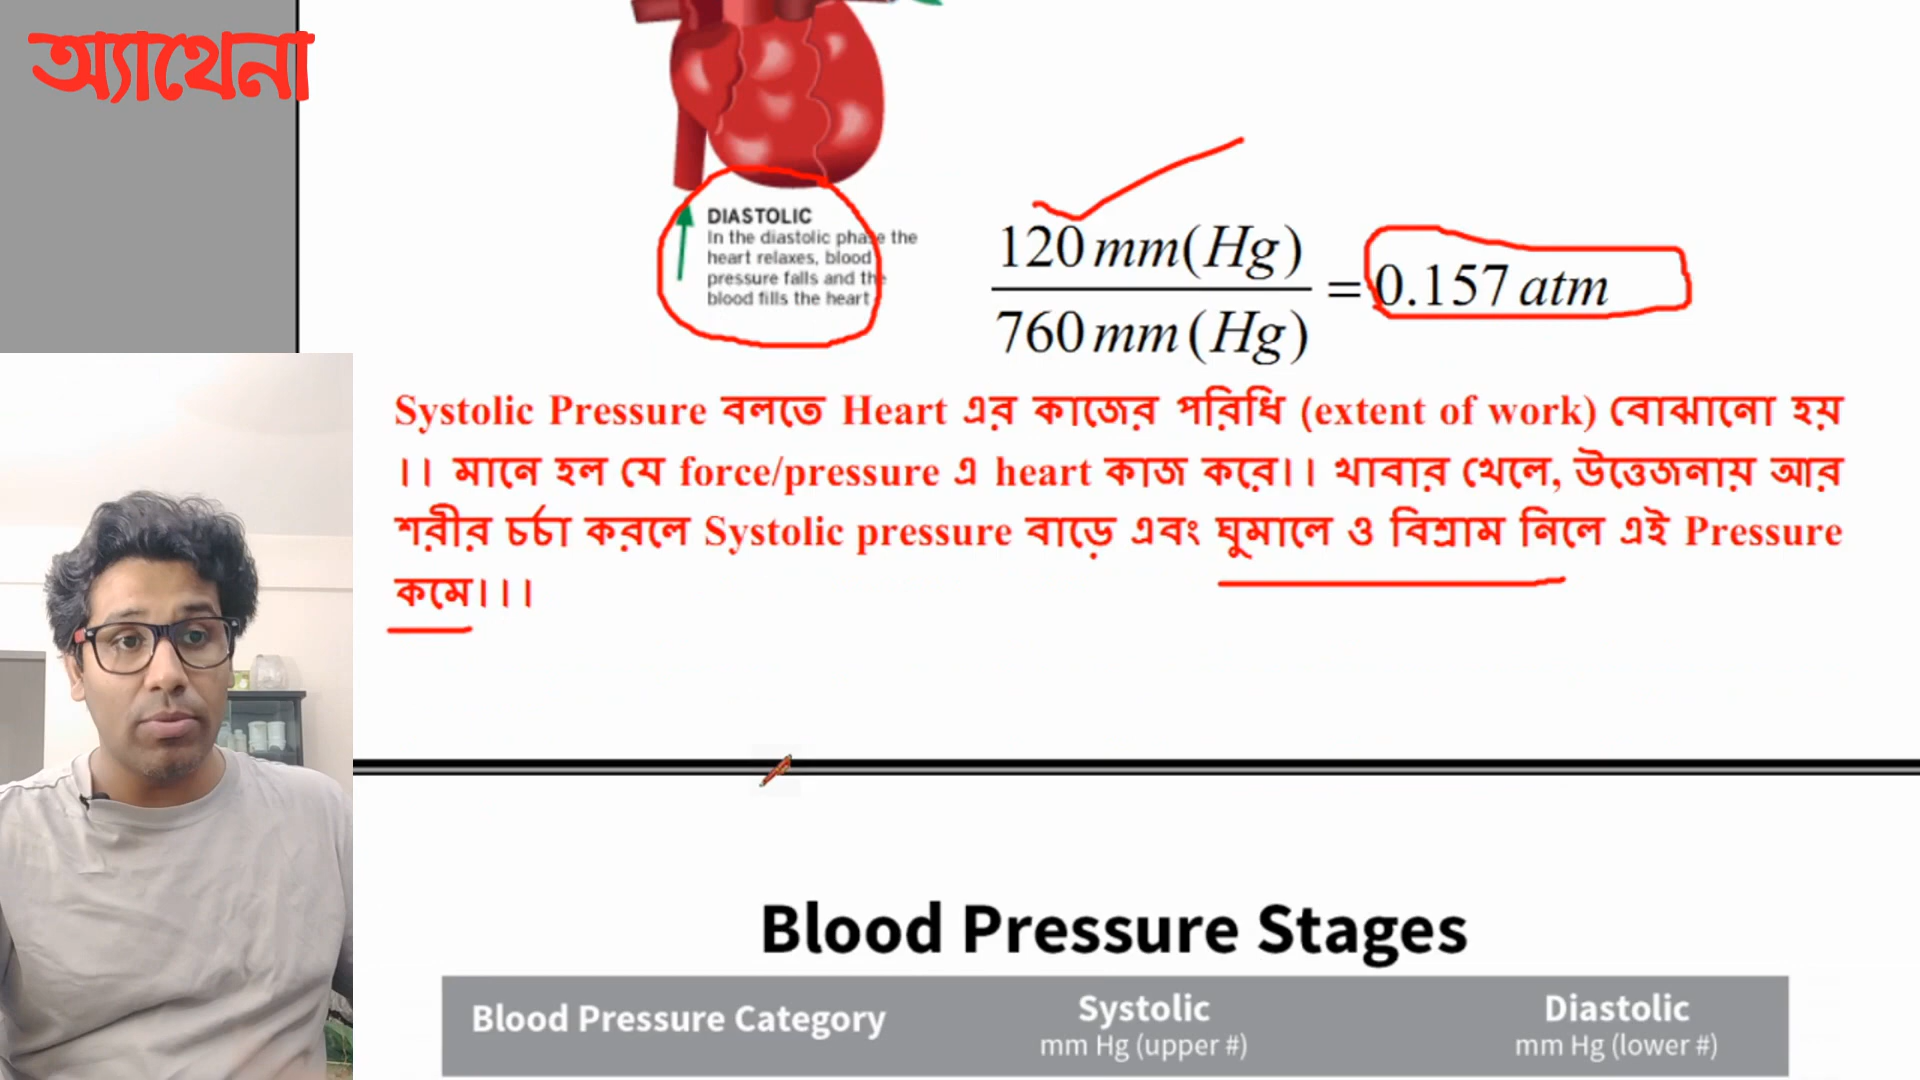 অ্যাথেনা
DIASTOLIC
In the diastolic phase the
heart relaxes, blood
pressure falls and the
blood fills the heart
120 mm (Hg)
760 mm (Hg)
= 0.157 atm
Systolic Pressure বলতে Heart এর কাজের পরিধি (extent of work) বোঝানো হয়
।। মানে হল যে force/pressure এ heart কাজ করে।। খাবার খেলে, উত্তেজনায় আর
শরীর চর্চা করলে Systolic pressure বাড়ে এবং ঘুমালে ও বিশ্রাম নিলে এই Pressure
কমে।।।
Blood Pressure Stages
Blood Pressure Category
Systolic
mm Hg (upper #)
Diastolic
mm Hg (lower #)